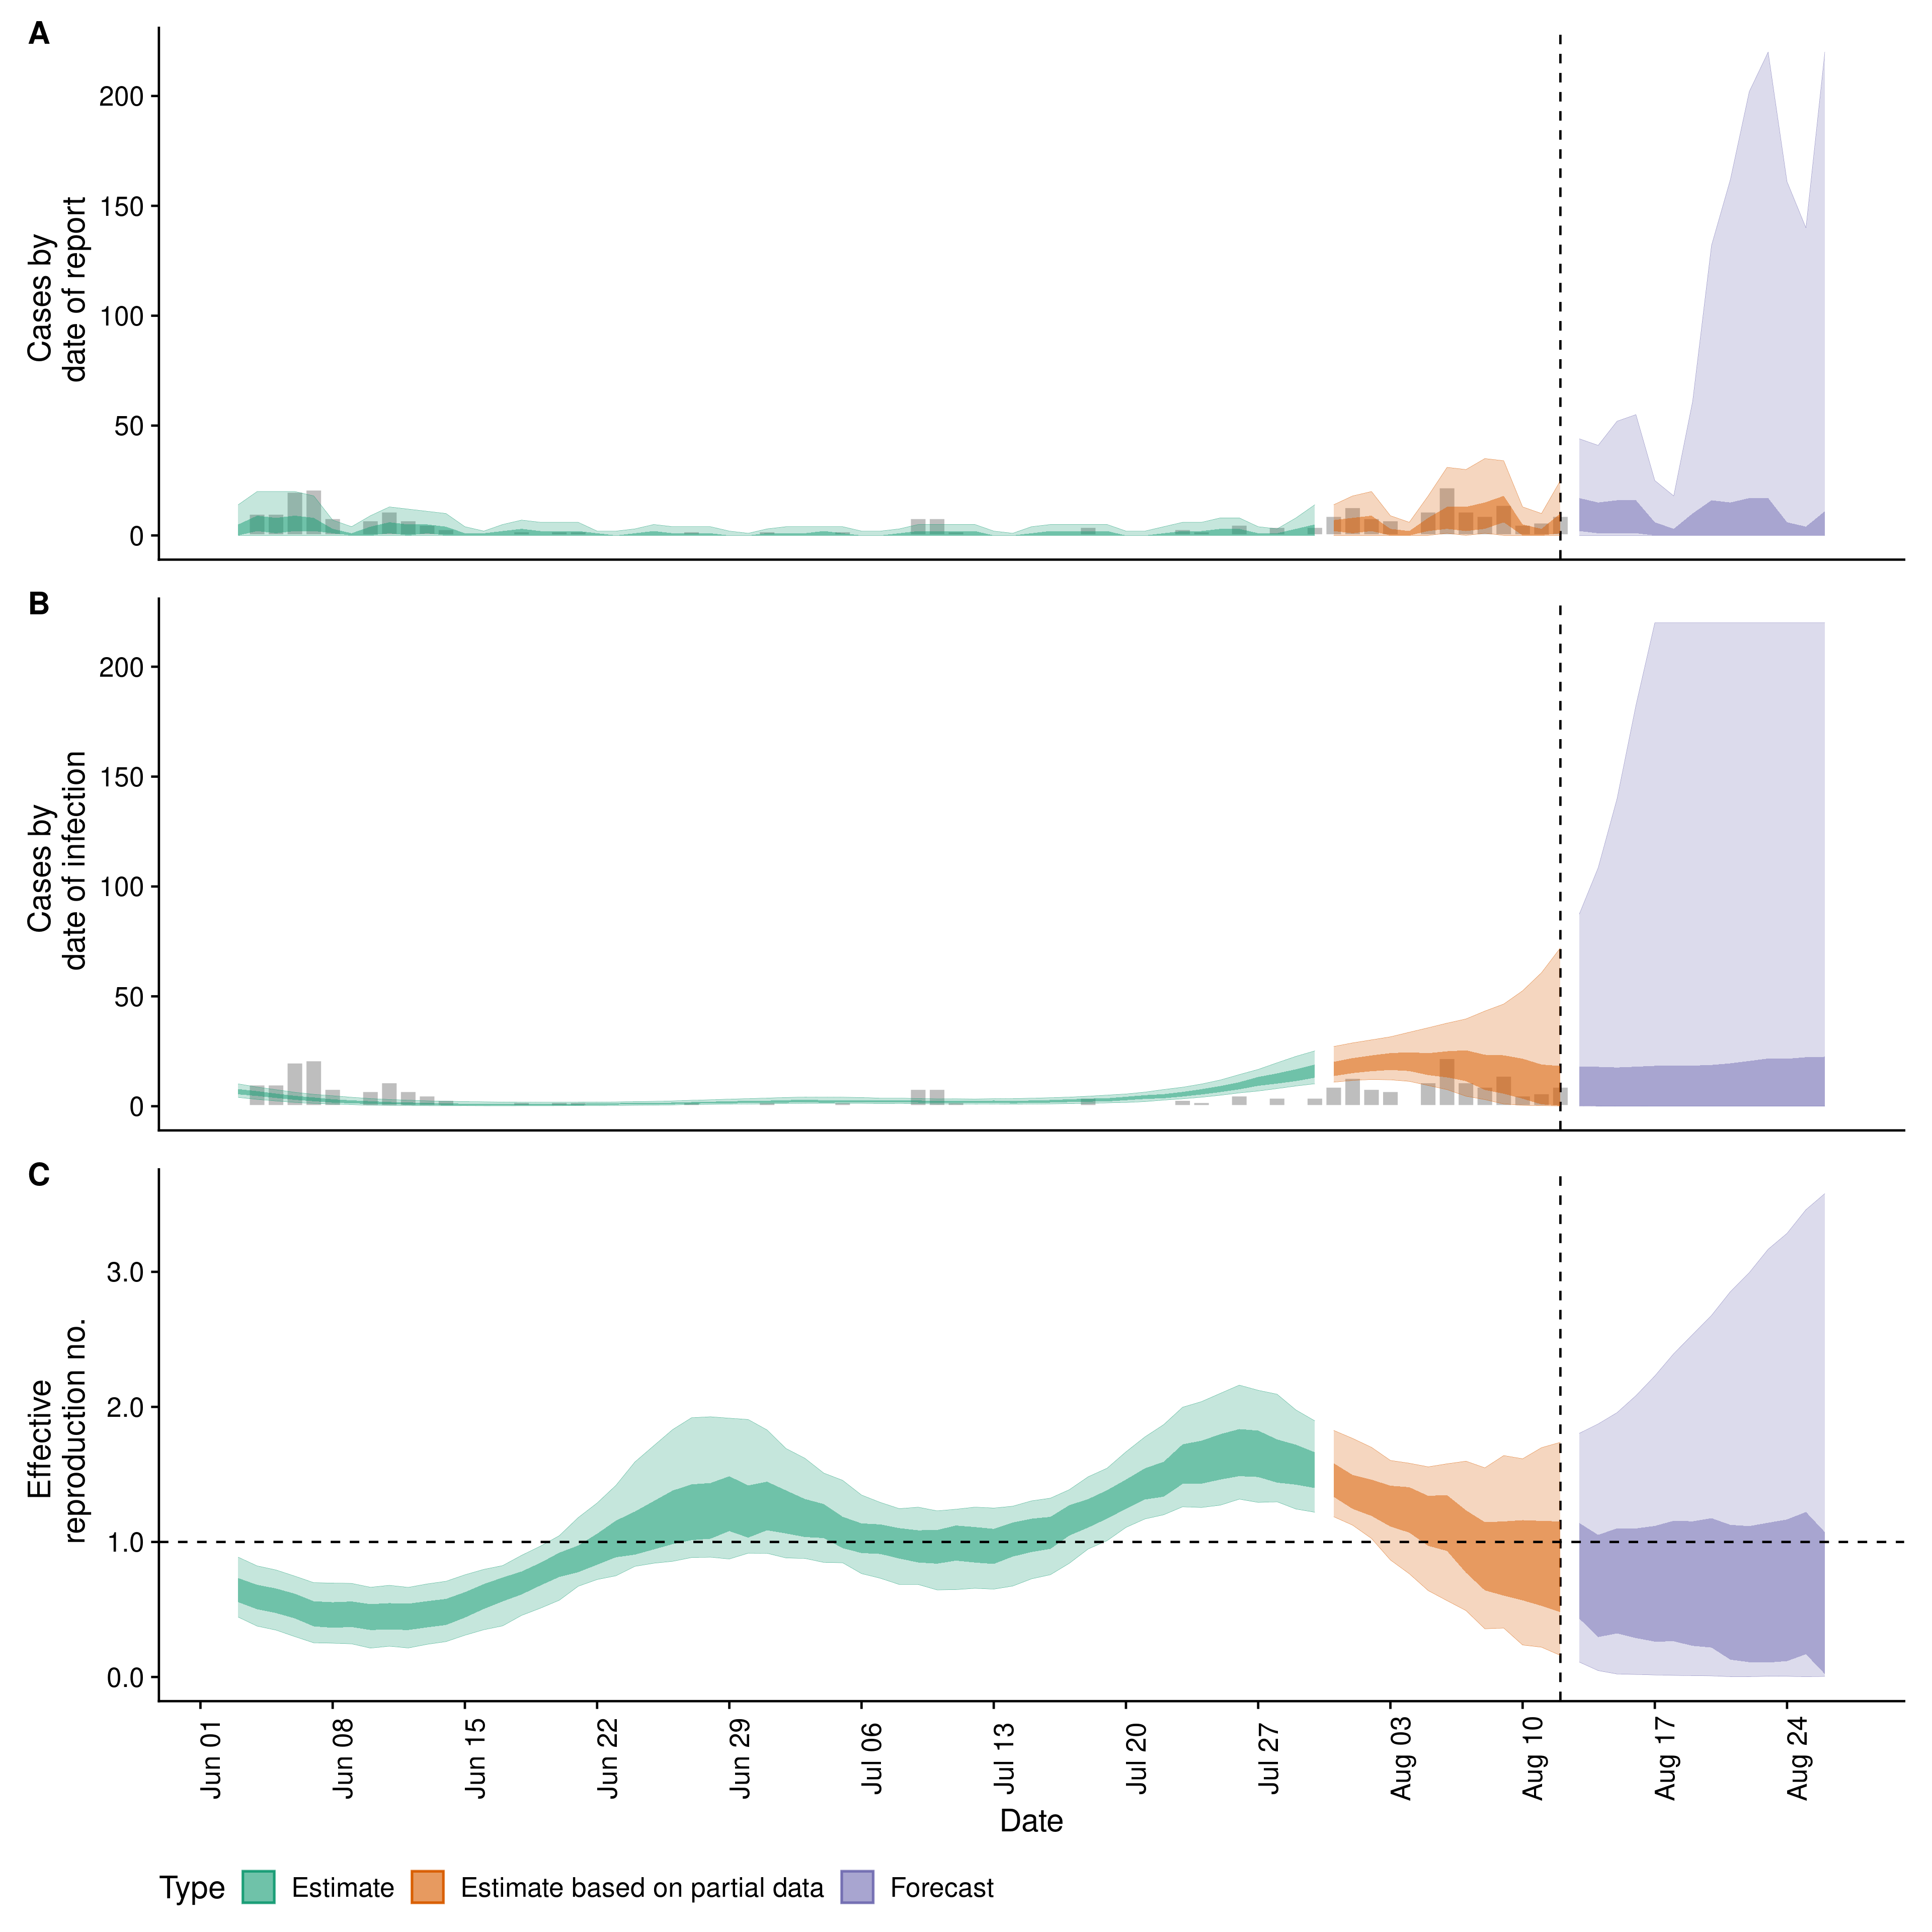 A
Cases by
date of report
200
150
100
50
0
B
Cases by
date of infection
200
150
100
50
0
C
Effective
reproduction no.
3.0
2.0
1.0
0.0
Jun 01
Jun 08
Jun 15
Jun 22
Jun 29
Jul 06
Jul 13
Jul 20
Jul 27
Aug 03
Aug 10
Aug 17
Aug 24
Date
Type Estimate Estimate based on partial data Forecast